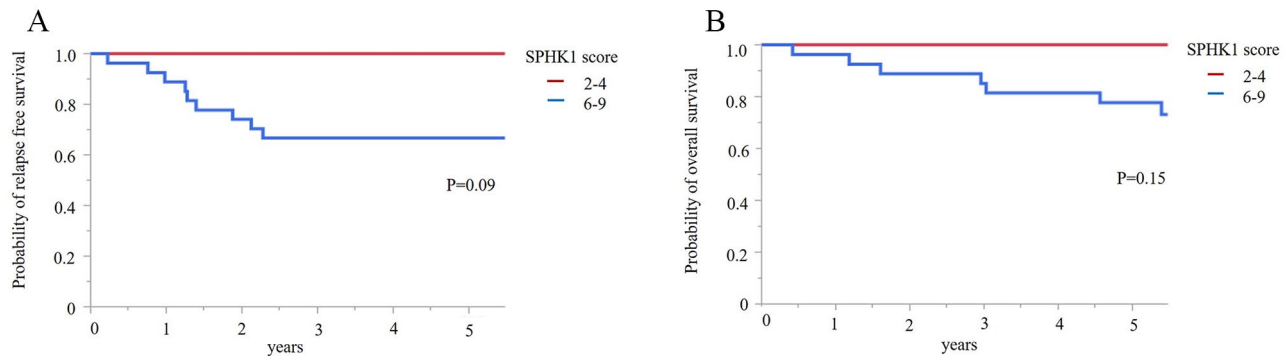 A
Probability of relapse free survival
1.0
0.8
0.6
0.4
0.2
0
0 1 2 3 4 5
years
P=0.09
SPHK1 score
2-4
6-9
B
Probability of overall survival
1.0
0.8
0.6
0.4
0.2
0
0 1 2 3 4 5
years
P=0.15
SPHK1 score
2-4
6-9